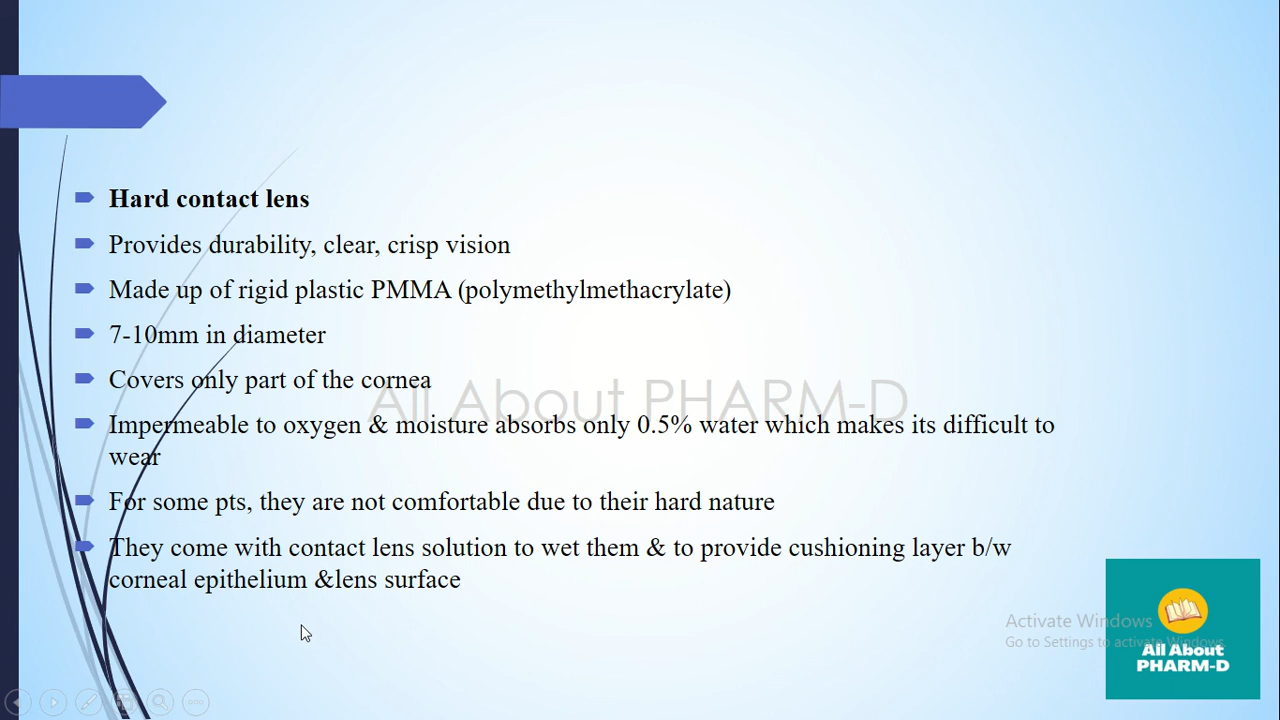 Hard contact lens
Provides durability, clear, crisp vision
Made up of rigid plastic PMMA (polymethylmethacrylate)
7-10mm in diameter
Covers only part of the cornea
All About PHARM-D
Impermeable to oxygen & moisture absorbs only 0.5% water which makes its difficult to
wear
For some pts, they are not comfortable due to their hard nature
They come with contact lens solution to wet them & to provide cushioning layer b/w
corneal epithelium &lens surface
Activate Windows
Go to Settings to activate Windows.
All About
PHARM-D